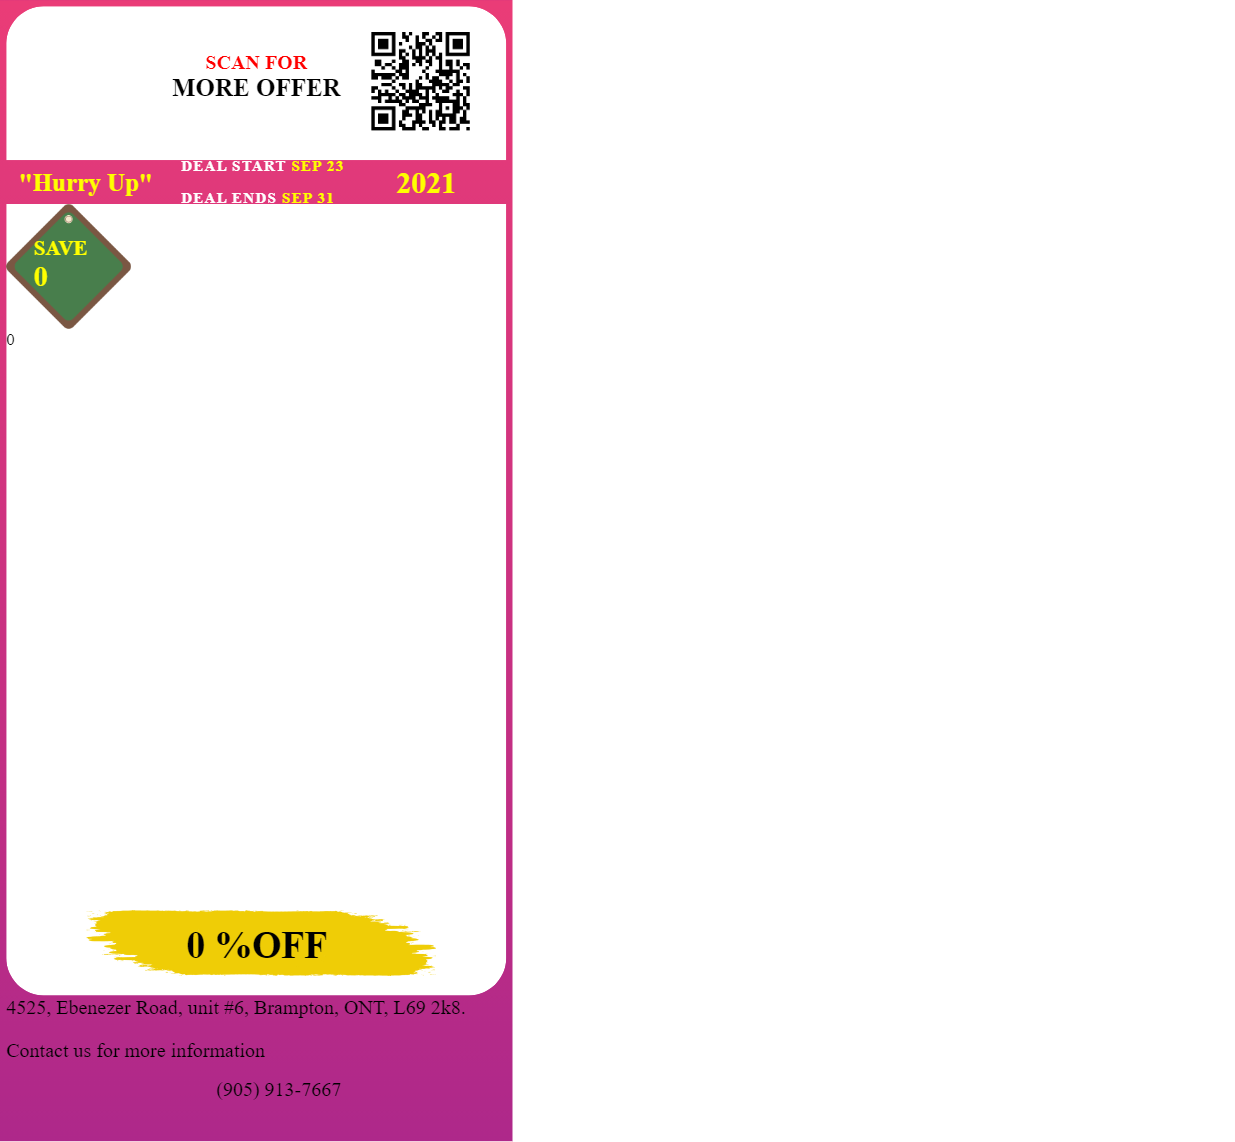 SCAN FOR
MORE OFFER
"Hurry Up"
DEAL START SEP 23
DEAL ENDS SEP 31
2021
SAVE
0
0
0 %OFF
4525, Ebenezer Road, unit #6, Brampton, ONT, L69 2k8.
Contact us for more information
(905) 913-7667